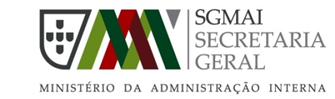 SGMAI
SECRETARIA
GERAL
MINISTÉRIO DA ADMINISTRAÇÃO INTERNA